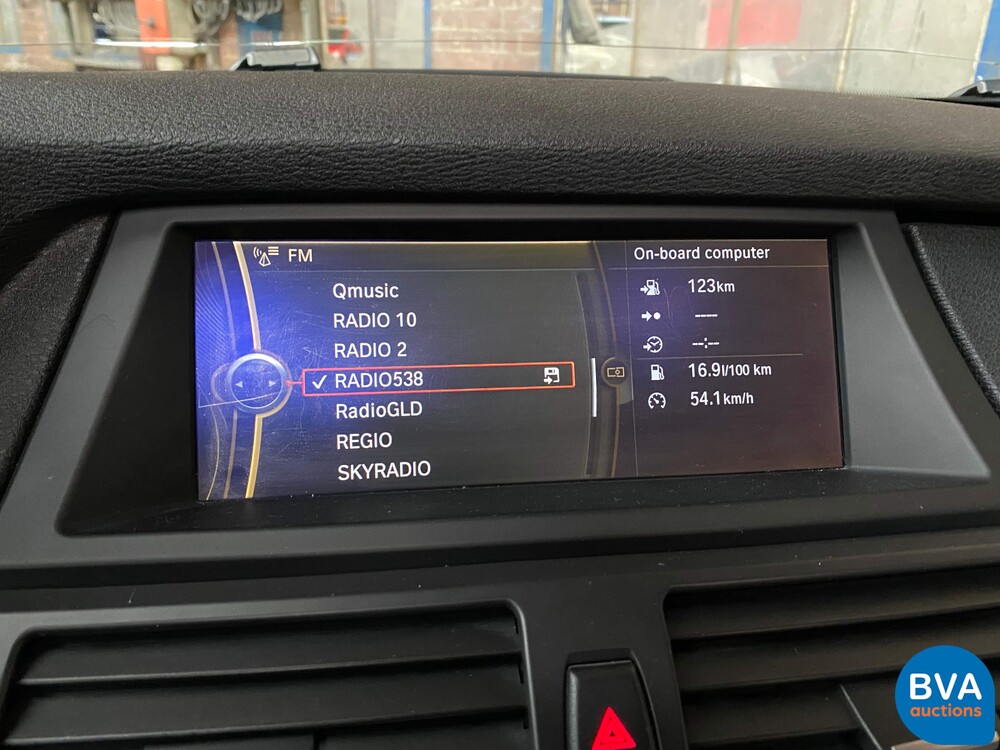 FM
Qmusic
RADIO 10
RADIO 2
RADIO538
RadioGLD
REGIO
SKYRADIO
On-board computer
123km
----
--:--
16.9l/100 km
54.1km/h
BVA
auctions